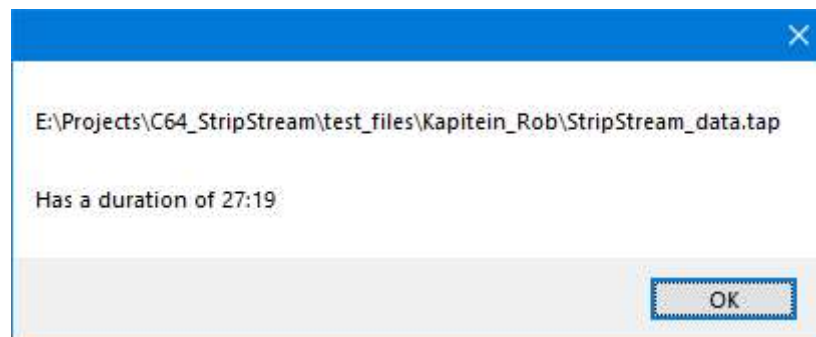 E:\Projects\C64_StripStream\test_files\Kapitein_Rob\StripStream_data.tap
Has a duration of 27:19
OK